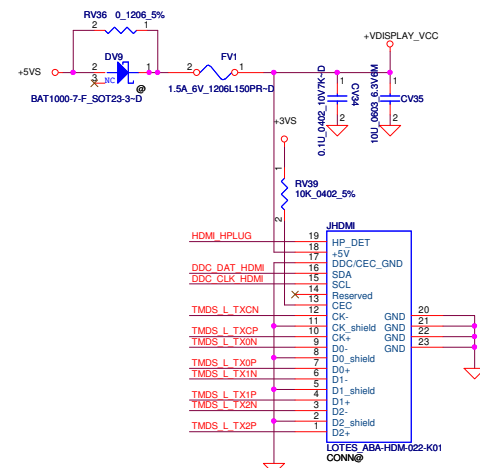 RV36 0_1206_5%
1 2
+5VS
DV9
2 1
3 NC
@
BAT1000-7-F_SOT23-3~D
FV1
2 1
1.5A_6V_1206L150PR~D
+VDISPLAY_VCC
1 1
CV34
0.1U_0402_10V7K~D
2
CV35
10U_0603_6.3V6M
2
+3VS
1
RV39
10K_0402_5%
2
JHDMI
HDMI_HPLUG 19 HP_DET
18 +5V
17 DDC/CEC_GND
DDC_DAT_HDMI 16 SDA
DDC_CLK_HDMI 15 SCL
14 Reserved
13 CEC
TMDS_L_TXCN 12 CK- GND 20
11 CK_shield GND 21
TMDS_L_TXCP 10 CK+ GND 22
TMDS_L_TX0N 9 D0- GND 23
8 D0_shield
TMDS_L_TX0P 7 D0+
TMDS_L_TX1N 6 D1-
5 D1_shield
TMDS_L_TX1P 4 D1+
TMDS_L_TX2N 3 D2-
2 D2_shield
TMDS_L_TX2P 1 D2+
LOTES_ABA-HDM-022-K01
CONN@